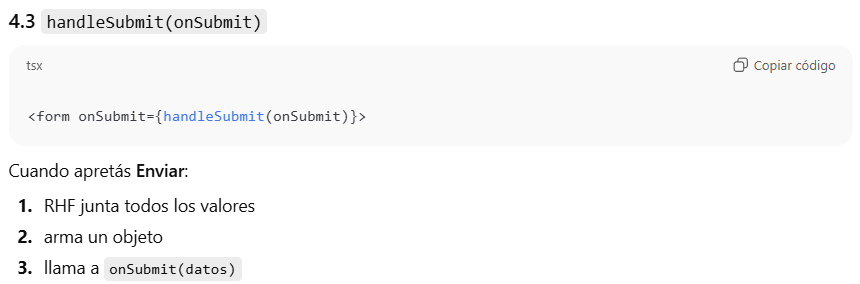 4.3 handleSubmit(onSubmit)
tsx
Copiar código
<form onSubmit={handleSubmit(onSubmit)}>
Cuando apretás Enviar:
1. RHF junta todos los valores
2. arma un objeto
3. llama a onSubmit(datos)